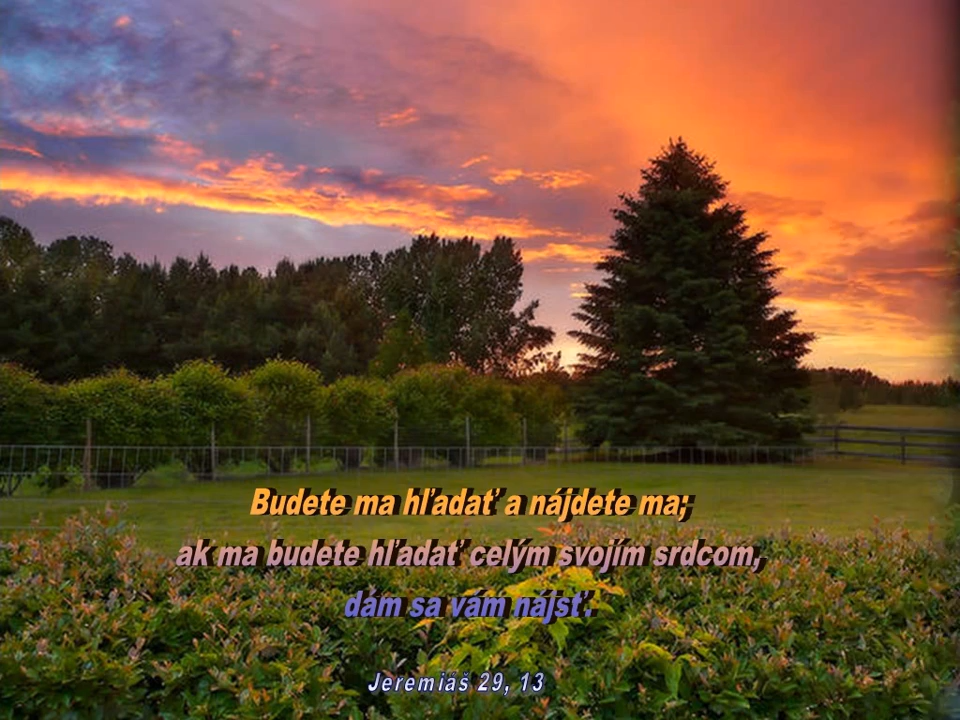 Budete ma hľadať a nájdete ma;
ak ma budete hľadať celým svojím srdcom,
dám sa vám nájsť.
Jeremiáš 29, 13